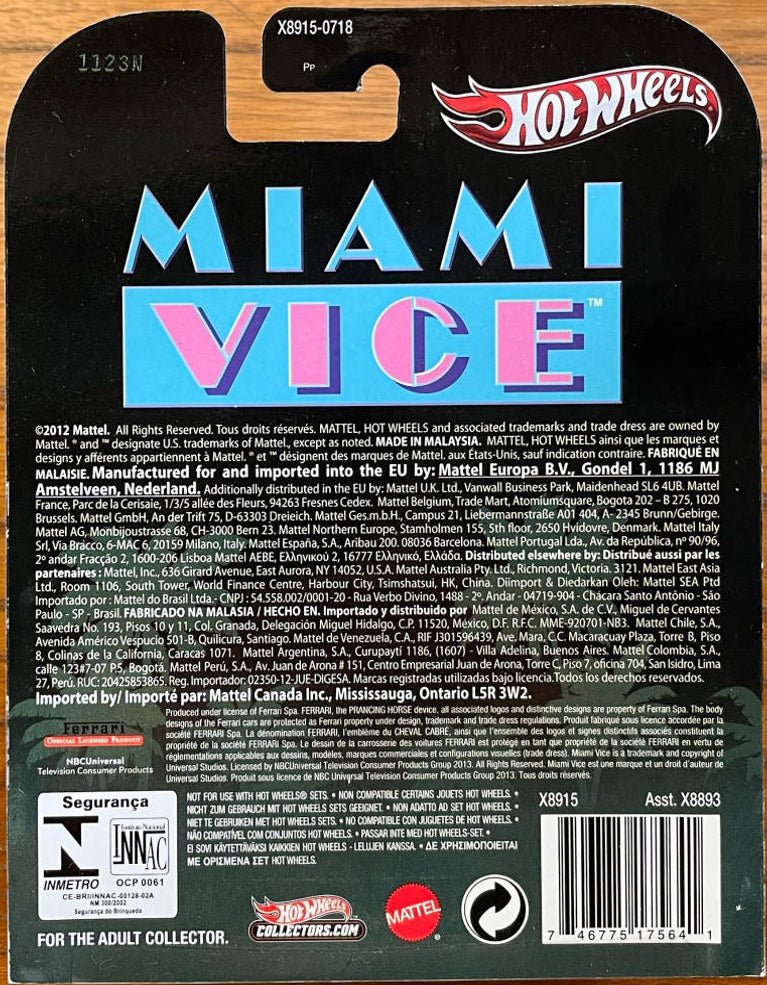 X8915-0718
1123N
Pp
HOT WHEELS
MIAMI
VICE™
©2012 Mattel. All Rights Reserved. Tous droits réservés. MATTEL, HOT WHEELS and associated trademarks and trade dress are owned by
Mattel. ® and ™ designate U.S. trademarks of Mattel., except as noted. MADE IN MALAYSIA. MATTEL, HOT WHEELS ainsi que les marques et
designs y afférents appartiennent à Mattel. ® et ™ désignent des marques de Mattel. aux États-Unis, sauf indication contraire. FABRIQUÉ EN
MALAISIE. Manufactured for and imported into the EU by: Mattel Europa B.V., Gondel 1, 1186 MJ
Amstelveen, Nederland. Additionally distributed in the EU by: Mattel U.K. Ltd., Vanwall Business Park, Maidenhead SL6 4UB. Mattel
France, Parc de la Cerisaie, 1/3/5 allée des Fleurs, 94263 Fresnes Cedex. Mattel Belgium, Trade Mart, Atomiumsquare, Bogota 202 – B 275, 1020
Brussels. Mattel GmbH, An der Trift 75, D-63303 Dreieich. Mattel Ges.m.b.H., Campus 21, Liebermannstraße A01 404, A- 2345 Brunn/Gebirge.
Mattel AG, Monbijoustrasse 68, CH-3000 Bern 23. Mattel Northern Europe, Stamholmen 155, 5th floor, 2650 Hvidovre, Denmark. Mattel Italy
Srl, Via Bracco, 6-MAC 6, 20159 Milano, Italy. Mattel España, S.A., Aribau 200. 08036 Barcelona. Mattel Portugal Lda., Av. da República, nº 90/96,
2º andar Fracção 2, 1600-206 Lisboa Mattel AEBE, Ελληνικού 2, 16777 Ελληνικό, Ελλάδα. Distributed elsewhere by: Distribué aussi par les
partenaires : Mattel, Inc., 636 Girard Avenue, East Aurora, NY 14052, U.S.A. Mattel Australia Pty. Ltd., Richmond, Victoria. 3121. Mattel East Asia
Ltd., Room 1106, South Tower, World Finance Centre, Harbour City, Tsimshatsui, HK, China. Diimport & Diedarkan Oleh: Mattel SEA Ptd
Importado por : Mattel do Brasil Ltda.- CNPJ : 54.558.002/0001-20 - Rua Verbo Divino, 1488 - 2º. Andar - 04719-904 - Chácara Santo Antônio - São
Paulo - SP - Brasil. FABRICADO NA MALASIA / HECHO EN. Importado y distribuido por Mattel de México, S.A. de C.V., Miguel de Cervantes
Saavedra No. 193, Pisos 10 y 11, Col. Granada, Delegación Miguel Hidalgo, C.P. 11520, México, D.F. R.F.C. MME-920701-NB3. Mattel Chile, S.A.,
Avenida Américo Vespucio 501-B, Quilicura, Santiago. Mattel de Venezuela, C.A., RIF J301596439, Ave. Mara, C.C. Macaracuay Plaza, Torre B, Piso
8, Colinas de la California, Caracas 1071. Mattel Argentina, S.A., Curupaytí 1186, (1607) - Villa Adelina, Buenos Aires. Mattel Colombia, S.A.,
calle 123#7-07 P.5, Bogotá. Mattel Perú, S.A., Av. Juan de Arona # 151, Centro Empresarial Juan de Arona, Torre C, Piso 7, oficina 704, San Isidro, Lima
27, Perú. RUC: 20425853865. Reg. Importador: 02350-12-JUE-DIGESA. Marcas registradas utilizadas bajo licencia. Todos los derechos reservados.
Imported by/ Importé par: Mattel Canada Inc., Mississauga, Ontario L5R 3W2.
Produced under license of Ferrari Spa. FERRARI, the PRANCING HORSE device, all associated logos and distinctive designs are property of Ferrari Spa. The body
designs of the Ferrari cars are protected as Ferrari property under design, trademark and trade dress regulations. Produit fabrique sous licence accordée par la
société FERRARI Spa. La dénomination FERRARI, l'emblème du CHEVAL CABRÉ, ainsi que l'ensemble des logos et signes distinctifs associés constituent la
propriété de la société FERRARI Spa. Le dessin de la carrosserie des voitures FERRARI est protégé en tant que propriété de la société FERRARI en vertu de
réglementations applicables aux dessins, modèles, marques commerciales et configurations visuelles (trade dress). Miami Vice is a trademark and copyright of
Universal Studios. Licensed by NBCUniversal Television Consumer Products Group 2013. All Rights Reserved. Miami Vice est une marque et un droit d'auteur de
Universal Studios. Produit sous licence de NBC Universal Television Consumer Products Group 2013. Tous droits réservés.
Ferrari
OFFICIAL LICENSED PRODUCT
NBCUniversal
Television Consumer Products
Segurança
N
Instituto Nacional
INNAC
INMETRO OCP 0061
CE-BRI/INNAC-00128-02A
NM 300/2002
Segurança do Brinquedo
NOT FOR USE WITH HOT WHEELS® SETS. • NON COMPATIBLE CERTAINS JOUETS HOT WHEELS. •
NICHT ZUM GEBRAUCH MIT HOT WHEELS SETS GEEIGNET. • NON ADATTO AD SET HOT WHEELS. •
NIET TE GEBRUIKEN MET HOT WHEELS SETS. • NO COMPATIBLE CON JUGUETES DE HOT WHEELS. •
NÃO COMPATÍVEL COM CONJUNTOS HOT WHEELS. • PASSAR INTE MED HOT WHEELS-SET. •
EI SOVI KÄYTETTÄVÄKSI KAIKKIEN HOT WHEELS - LELUJEN KANSSA. • ΔΕ ΧΡΗΣΙΜΟΠΟΙΕΙΤΑΙ
ΜΕ ΟΡΙΣΜΕΝΑ ΣΕΤ HOT WHEELS.
X8915 Asst. X8893
7 46775 17564 1
HOT WHEELS
COLLECTORS.COM
MATTEL®
FOR THE ADULT COLLECTOR.